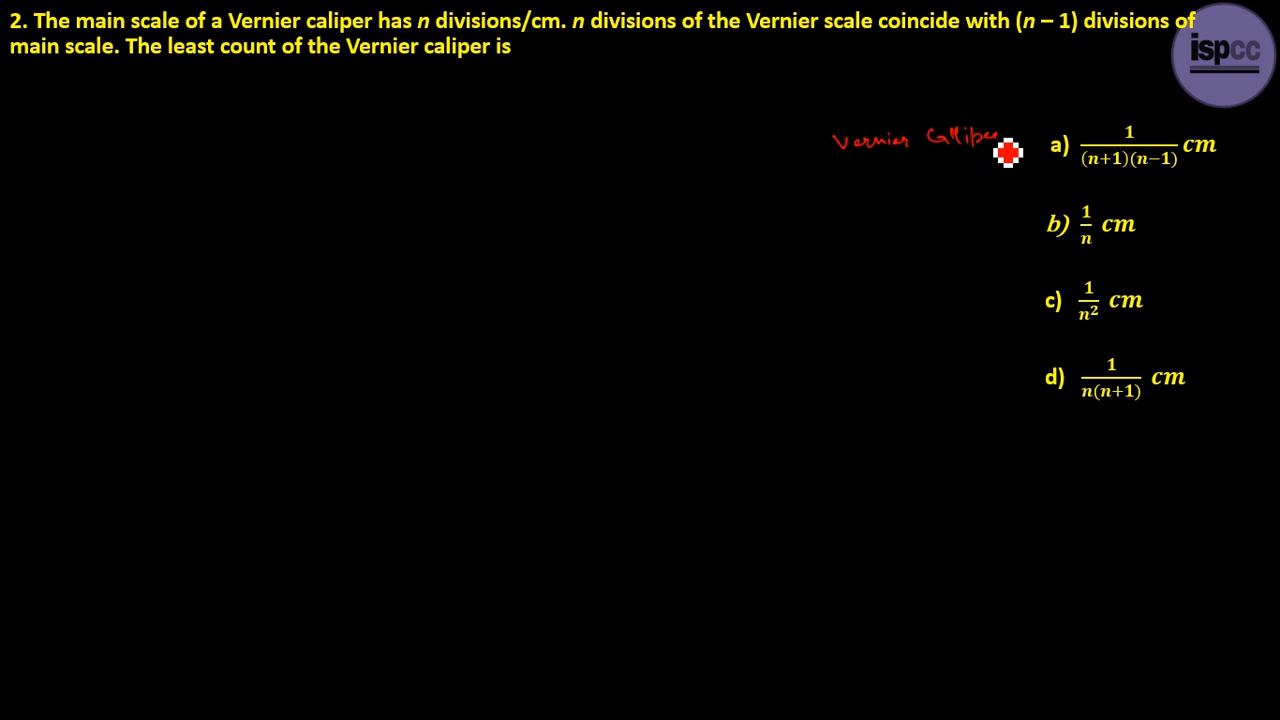 2. The main scale of a Vernier caliper has n divisions/cm. n divisions of the Vernier scale coincide with (n – 1) divisions of
main scale. The least count of the Vernier caliper is
ispcc
Vernier Callipe
a) 1/((n+1)(n−1)) cm
b) 1/n cm
c) 1/n² cm
d) 1/(n(n+1)) cm